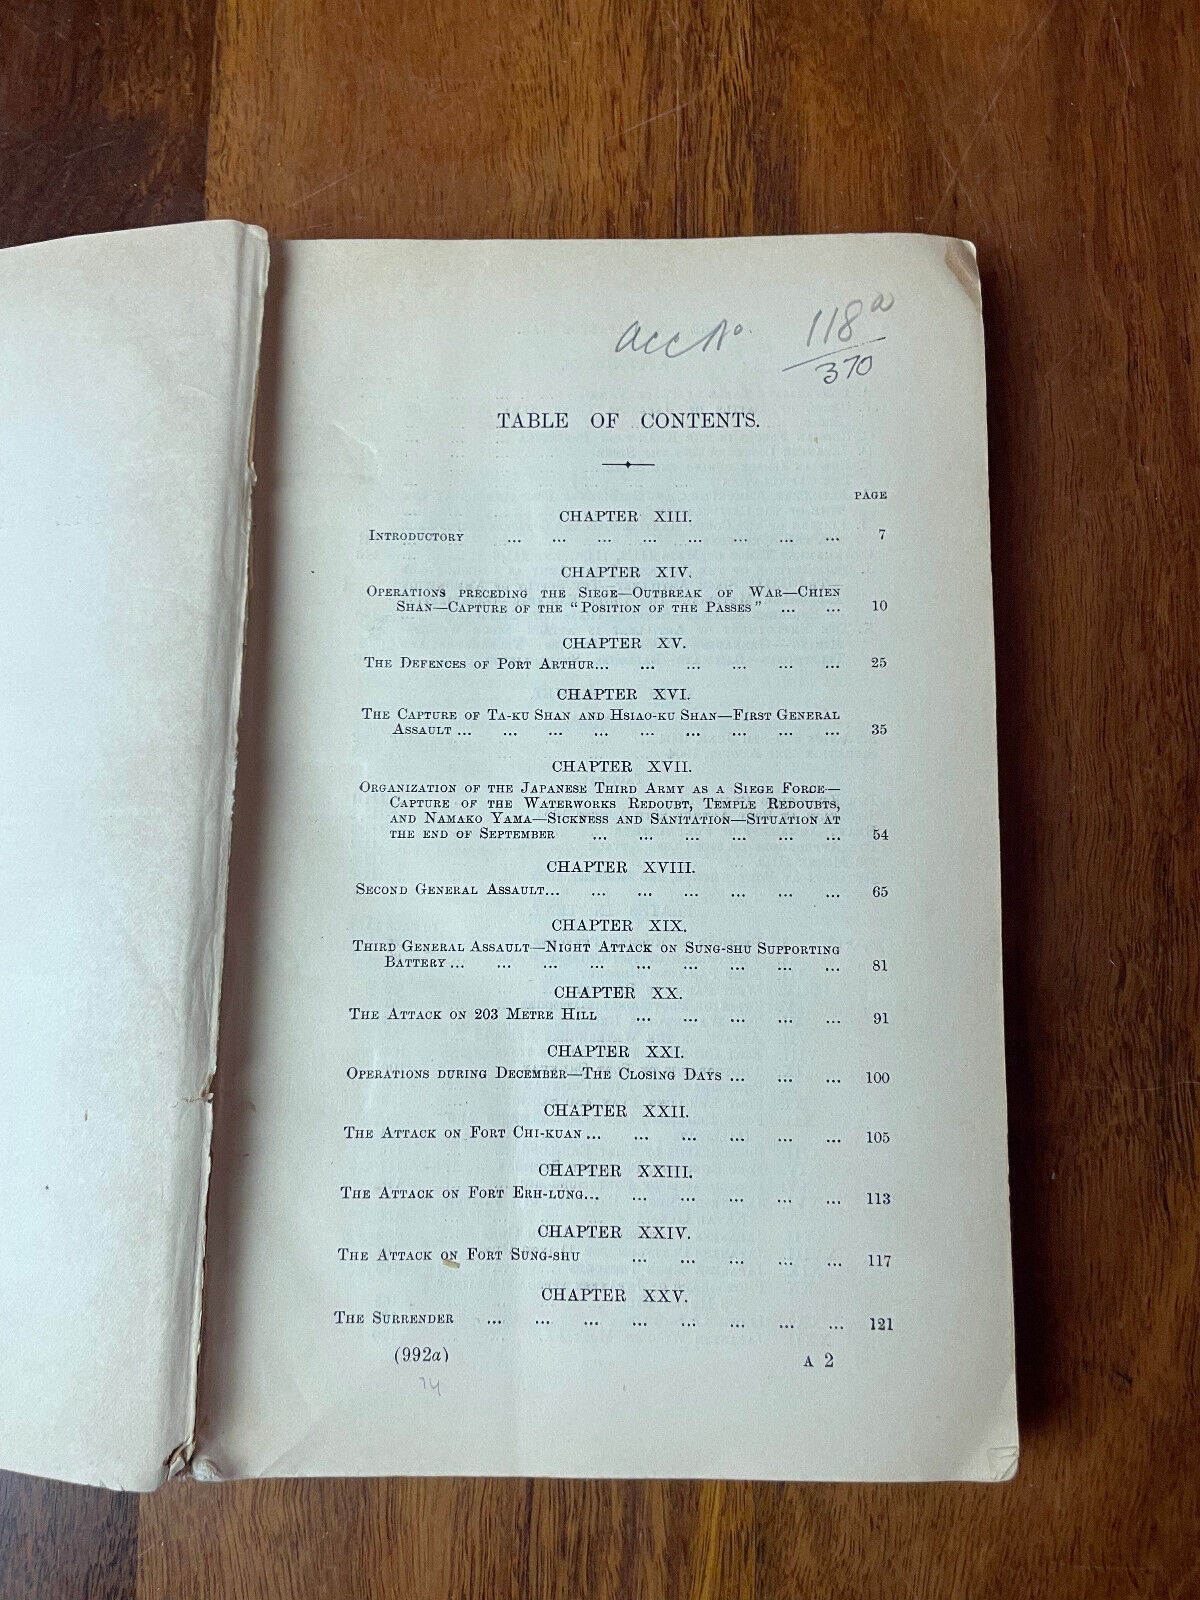 acc No. 118a
370
TABLE OF CONTENTS.
PAGE
CHAPTER XIII.
INTRODUCTORY ... ... ... ... ... ... ... ... 7
CHAPTER XIV.
OPERATIONS PRECEDING THE SIEGE—OUTBREAK OF WAR—CHIEN
SHAN—CAPTURE OF THE "POSITION OF THE PASSES" ... ... 10
CHAPTER XV.
THE DEFENCES OF PORT ARTHUR... ... ... ... ... ... 25
CHAPTER XVI.
THE CAPTURE OF TA-KU SHAN AND HSIAO-KU SHAN—FIRST GENERAL
ASSAULT ... ... ... ... ... ... ... ... ... 35
CHAPTER XVII.
ORGANIZATION OF THE JAPANESE THIRD ARMY AS A SIEGE FORCE—
CAPTURE OF THE WATERWORKS REDOUBT, TEMPLE REDOUBTS,
AND NAMAKO YAMA—SICKNESS AND SANITATION—SITUATION AT
THE END OF SEPTEMBER ... ... ... ... ... ... 54
CHAPTER XVIII.
SECOND GENERAL ASSAULT... ... ... ... ... ... ... 65
CHAPTER XIX.
THIRD GENERAL ASSAULT—NIGHT ATTACK ON SUNG-SHU SUPPORTING
BATTERY ... ... ... ... ... ... ... ... ... 81
CHAPTER XX.
THE ATTACK ON 203 METRE HILL ... ... ... ... ... 91
CHAPTER XXI.
OPERATIONS DURING DECEMBER—THE CLOSING DAYS ... ... ... 100
CHAPTER XXII.
THE ATTACK ON FORT CHI-KUAN ... ... ... ... ... ... 105
CHAPTER XXIII.
THE ATTACK ON FORT ERH-LUNG... ... ... ... ... ... 113
CHAPTER XXIV.
THE ATTACK ON FORT SUNG-SHU ... ... ... ... ... 117
CHAPTER XXV.
THE SURRENDER ... ... ... ... ... ... ... ... 121
(992a) A 2